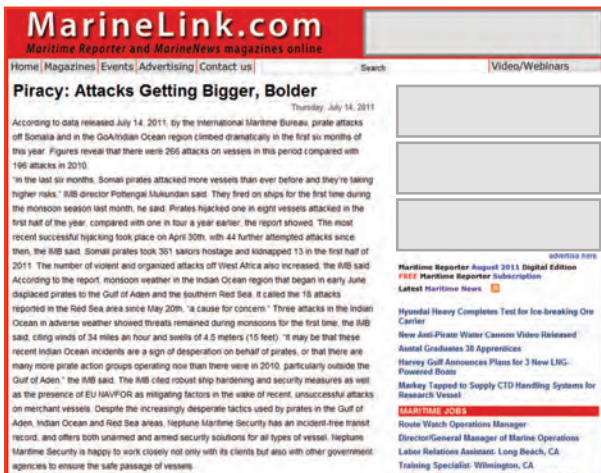 MarineLink.com
Maritime Reporter and MarineNews magazines online
Home Magazines Events Advertising Contact us Search Video/Webinars
Piracy: Attacks Getting Bigger, Bolder
Thursday, July 14, 2011
According to data released July 14, 2011, by the International Maritime Bureau, pirate attacks
off Somalia and in the GoA/Indian Ocean region climbed dramatically in the first six months of
this year. Figures reveal that there were 266 attacks on vessels in this period compared with
196 attacks in 2010.
"In the last six months, Somali pirates attacked more vessels than ever before and they're taking
higher risks," IMB director Pottengal Mukundan said. They fired on ships for the first time during
the monsoon season last month, he said. Pirates hijacked one in eight vessels attacked in the
first half of the year, compared with one in four a year earlier, the report showed. The most
recent successful hijacking took place on April 30th, with 44 further attempted attacks since
then, the IMB said. Somali pirates took 361 sailors hostage and kidnapped 13 in the first half of
2011. The number of violent and organized attacks off West Africa also increased, the IMB said.
According to the report, monsoon weather in the Indian Ocean region that began in early June
displaced pirates to the Gulf of Aden and the southern Red Sea. It called the 18 attacks
reported in the Red Sea area since May 20th, "a cause for concern." Three attacks in the Indian
Ocean in adverse weather showed threats remained during monsoons for the first time, the IMB
said, citing winds of 34 miles an hour and swells of 4.5 meters (15 feet). "It may be that these
recent Indian Ocean incidents are a sign of desperation on behalf of pirates, or that there are
many more pirate action groups operating now than there were in 2010, particularly outside the
Gulf of Aden," the IMB said. The IMB cited robust ship hardening and security measures as well
as the presence of EU NAVFOR as mitigating factors in the wake of recent, unsuccessful attacks
on merchant vessels. Despite the increasingly desperate tactics used by pirates in the Gulf of
Aden, Indian Ocean and Red Sea areas, Neptune Maritime Security has an incident-free transit
record, and offers both unarmed and armed security solutions for all types of vessel. Neptune
Maritime Security is happy to work closely not only with its clients but also with other government
agencies to ensure the safe passage of vessels.
advertise here
Maritime Reporter August 2011 Digital Edition
FREE Maritime Reporter Subscription
Latest Maritime News
Hyundai Heavy Completes Test for Ice-breaking Ore
Carrier
New Anti-Pirate Water Cannon Video Released
Austal Graduates 38 Apprentices
Harvey Gulf Announces Plans for 3 New LNG-
Powered Boats
Markey Tapped to Supply CTD Handling Systems for
Research Vessel
MARITIME JOBS
Route Watch Operations Manager
Director/General Manager of Marine Operations
Labor Relations Assistant- Long Beach, CA
Training Specialist- Wilmington, CA